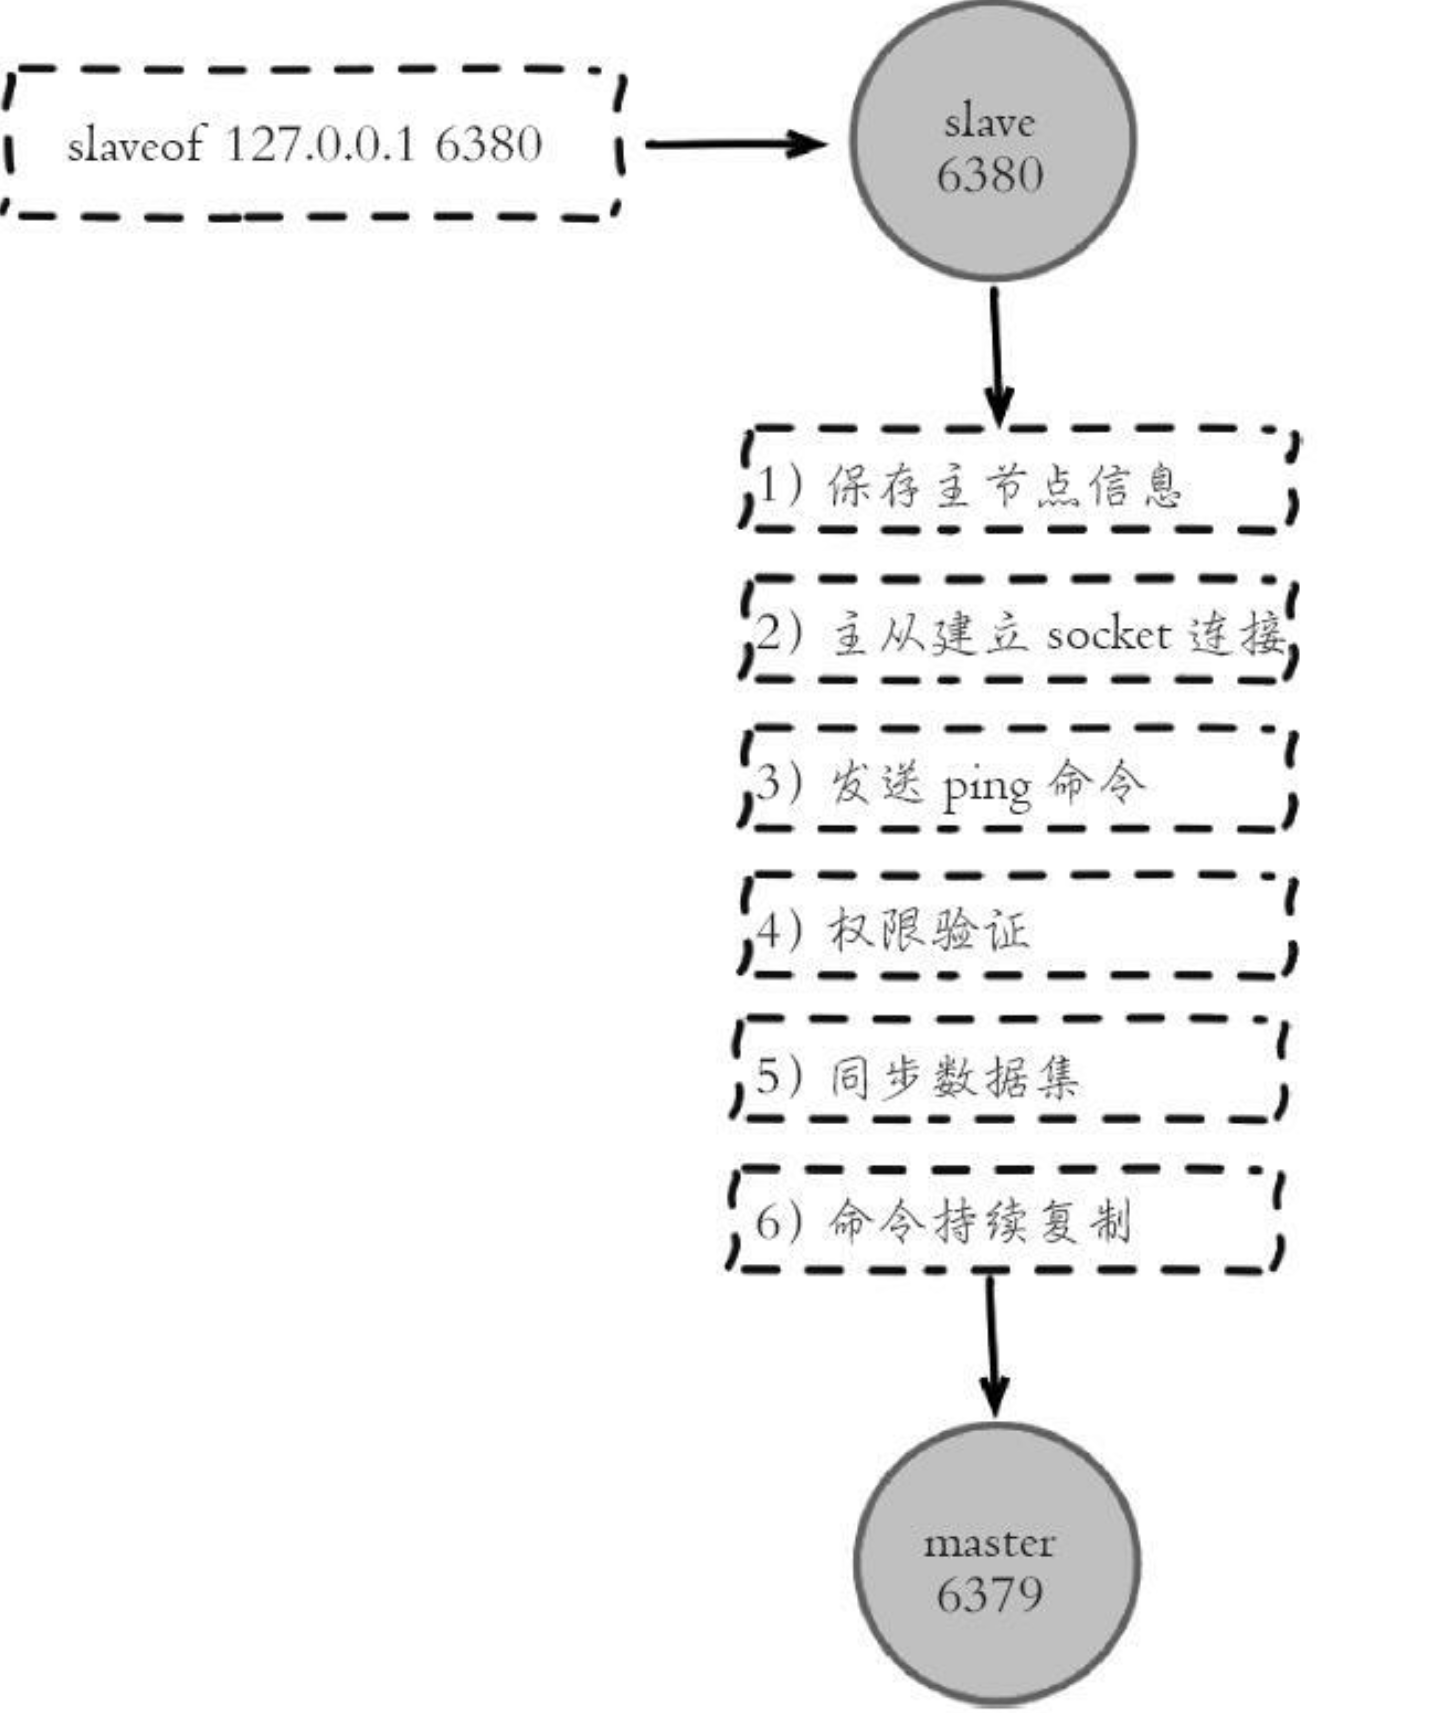 slaveof 127.0.0.1 6380
slave
6380
1）保存主节点信息
2）主从建立 socket 连接
3）发送 ping 命令
4）权限验证
5）同步数据集
6）命令持续复制
master
6379